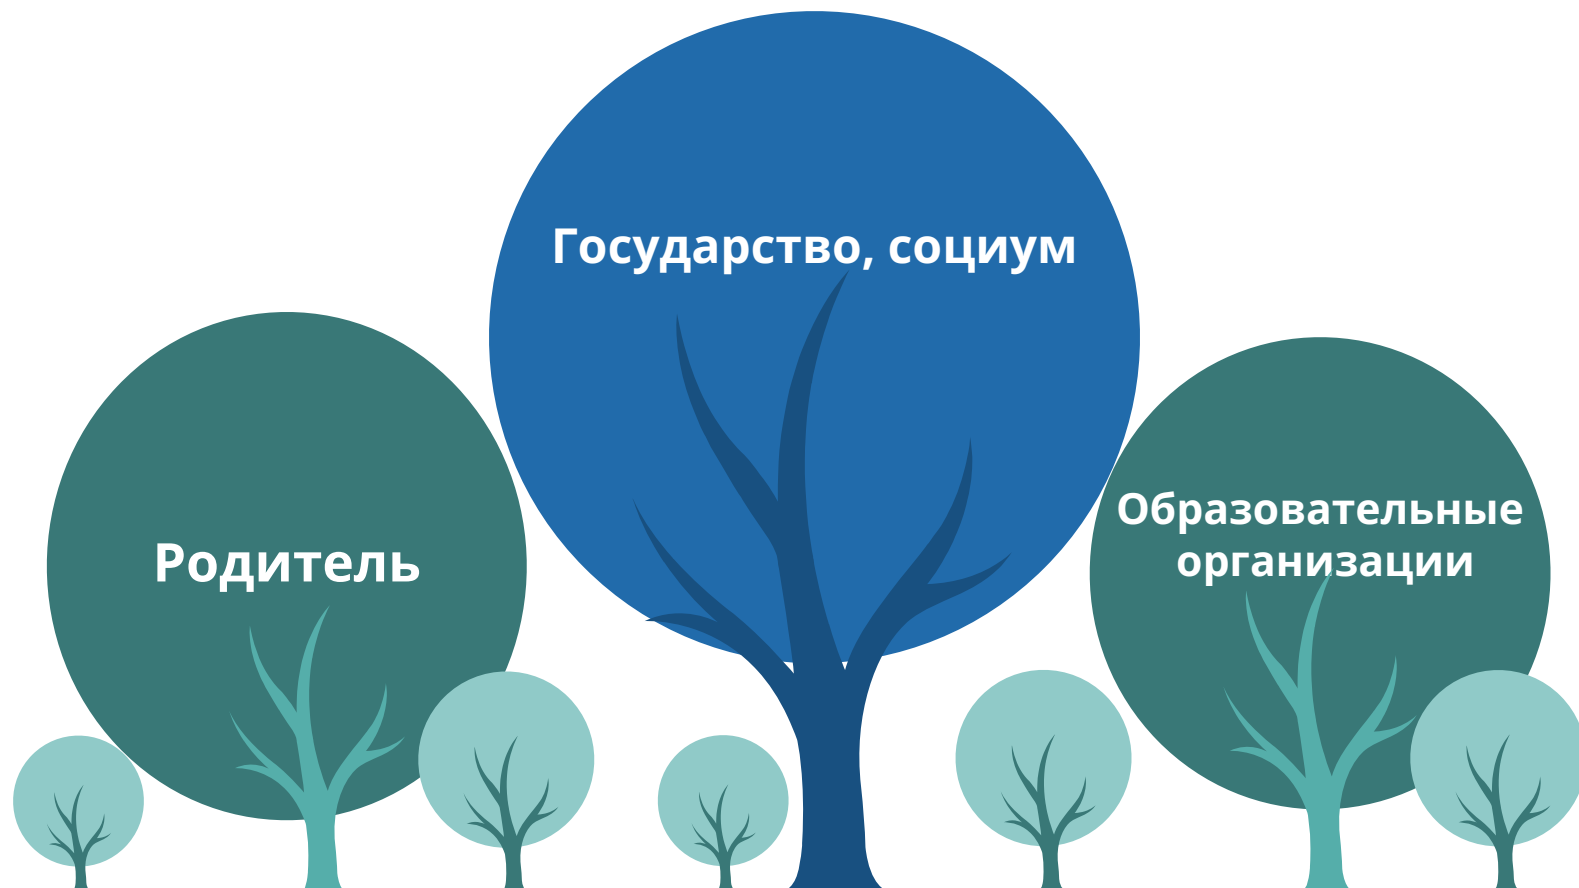 Государство, социум
Родитель
Образовательные
организации